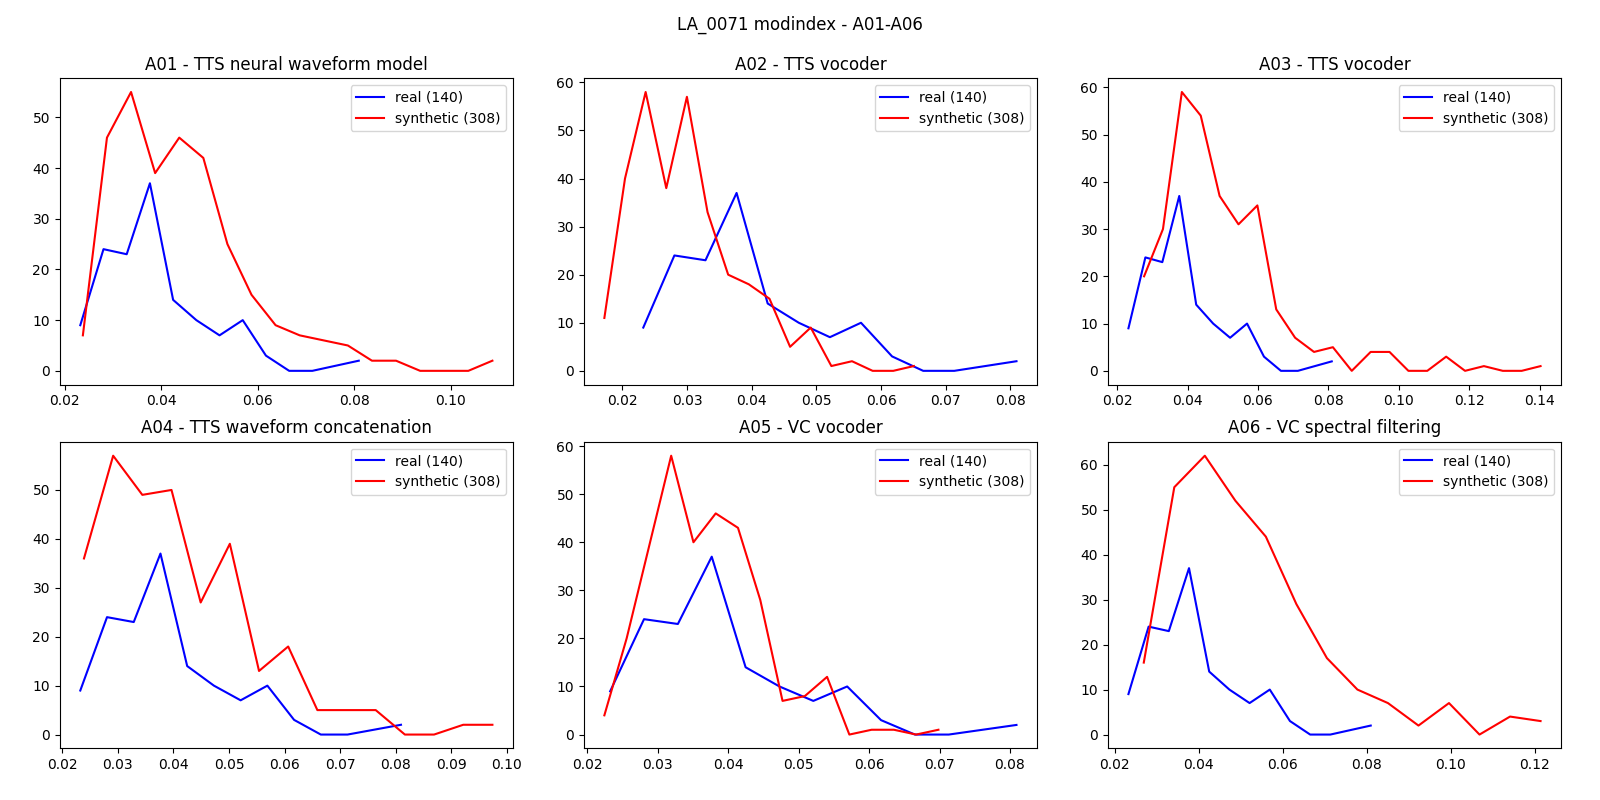 LA_0071 modindex - A01-A06
A01 - TTS neural waveform model
real (140)
synthetic (308)
50
40
30
20
10
0
0.02 0.04 0.06 0.08 0.10
A02 - TTS vocoder
real (140)
synthetic (308)
60
50
40
30
20
10
0
0.02 0.03 0.04 0.05 0.06 0.07 0.08
A03 - TTS vocoder
real (140)
synthetic (308)
60
50
40
30
20
10
0
0.02 0.04 0.06 0.08 0.10 0.12 0.14
A04 - TTS waveform concatenation
real (140)
synthetic (308)
50
40
30
20
10
0
0.02 0.03 0.04 0.05 0.06 0.07 0.08 0.09 0.10
A05 - VC vocoder
real (140)
synthetic (308)
60
50
40
30
20
10
0
0.02 0.03 0.04 0.05 0.06 0.07 0.08
A06 - VC spectral filtering
real (140)
synthetic (308)
60
50
40
30
20
10
0
0.02 0.04 0.06 0.08 0.10 0.12